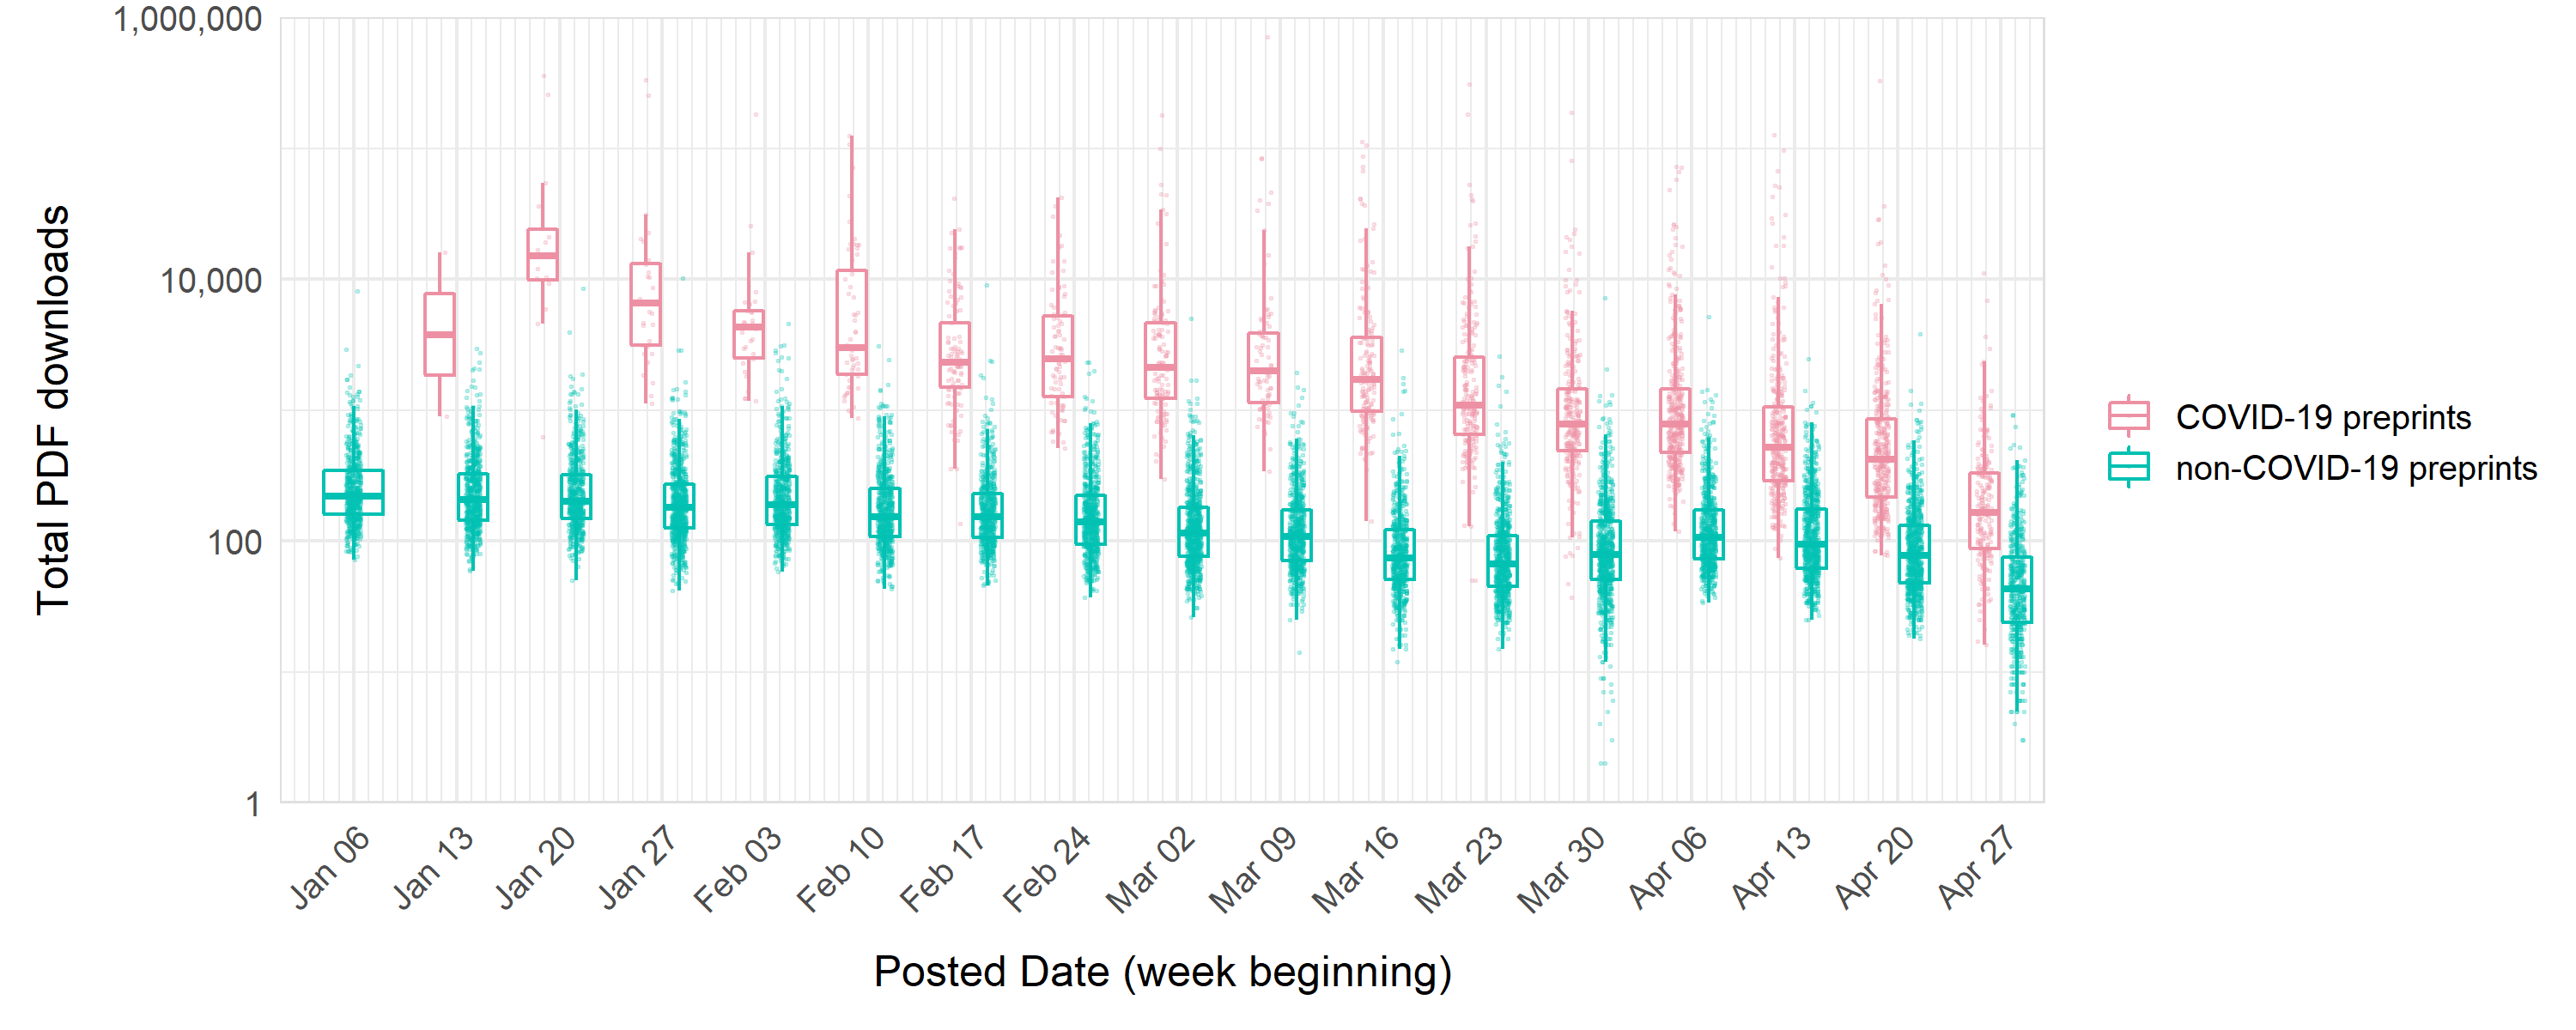 Total PDF downloads
1,000,000
10,000
100
1
Jan 06
Jan 13
Jan 20
Jan 27
Feb 03
Feb 10
Feb 17
Feb 24
Mar 02
Mar 09
Mar 16
Mar 23
Mar 30
Apr 06
Apr 13
Apr 20
Apr 27
Posted Date (week beginning)
COVID-19 preprints
non-COVID-19 preprints